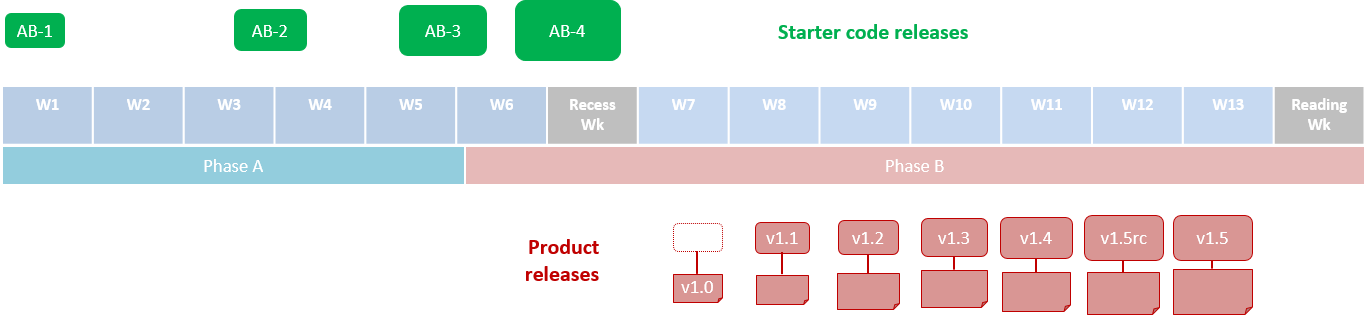 AB-1
AB-2
AB-3
AB-4
Starter code releases
W1
W2
W3
W4
W5
W6
Recess
Wk
W7
W8
W9
W10
W11
W12
W13
Reading
Wk
Phase A
Phase B
Product
releases
v1.1
v1.2
v1.3
v1.4
v1.5rc
v1.5
v1.0